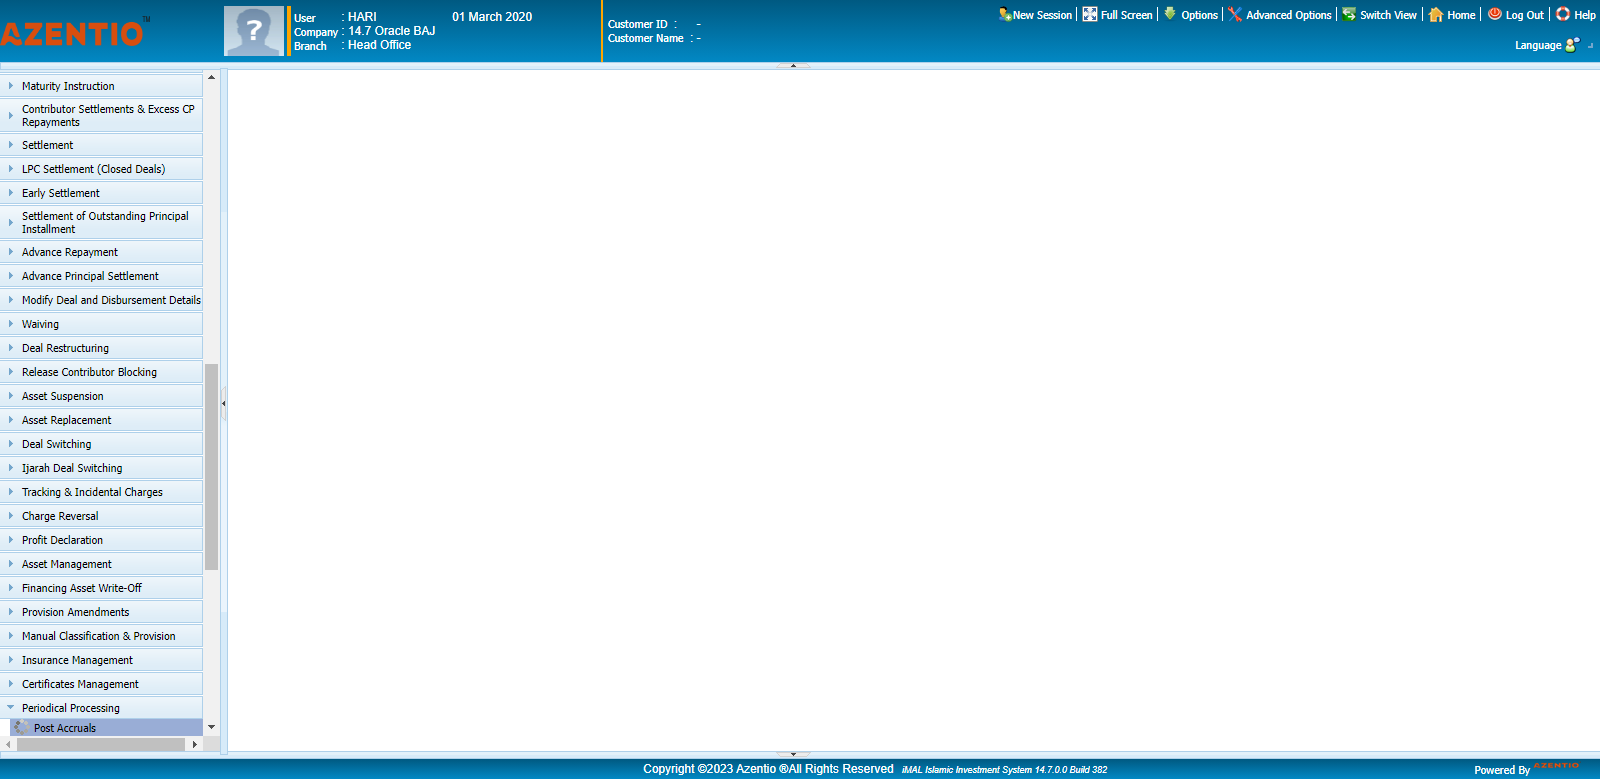 AZENTIO™
User : HARI 01 March 2020
Company : 14.7 Oracle BAJ
Branch : Head Office
Customer ID : -
Customer Name : -
New Session | Full Screen | Options | Advanced Options | Switch View | Home | Log Out | Help
Language
Maturity Instruction
Contributor Settlements & Excess CP
Repayments
Settlement
LPC Settlement (Closed Deals)
Early Settlement
Settlement of Outstanding Principal
Installment
Advance Repayment
Advance Principal Settlement
Modify Deal and Disbursement Details
Waiving
Deal Restructuring
Release Contributor Blocking
Asset Suspension
Asset Replacement
Deal Switching
Ijarah Deal Switching
Tracking & Incidental Charges
Charge Reversal
Profit Declaration
Asset Management
Financing Asset Write-Off
Provision Amendments
Manual Classification & Provision
Insurance Management
Certificates Management
Periodical Processing
Post Accruals
Copyright ©2023 Azentio ®All Rights Reserved iMAL Islamic Investment System 14.7.0.0 Build 382
Powered By AZENTIO